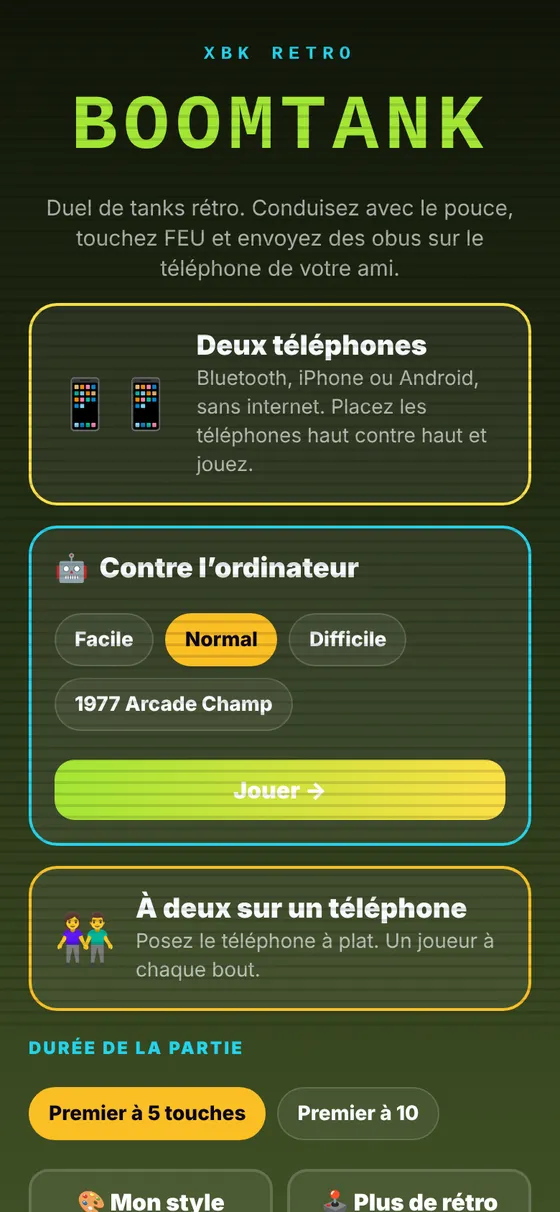 XBK RETRO
BOOMTANK
Duel de tanks rétro. Conduisez avec le pouce,
touchez FEU et envoyez des obus sur le
téléphone de votre ami.
Deux téléphones
Bluetooth, iPhone ou Android,
sans internet. Placez les
téléphones haut contre haut et
jouez.
Contre l’ordinateur
Facile
Normal
Difficile
1977 Arcade Champ
Jouer →
À deux sur un téléphone
Posez le téléphone à plat. Un joueur à
chaque bout.
DURÉE DE LA PARTIE
Premier à 5 touches
Premier à 10
Mon style
Plus de rétro